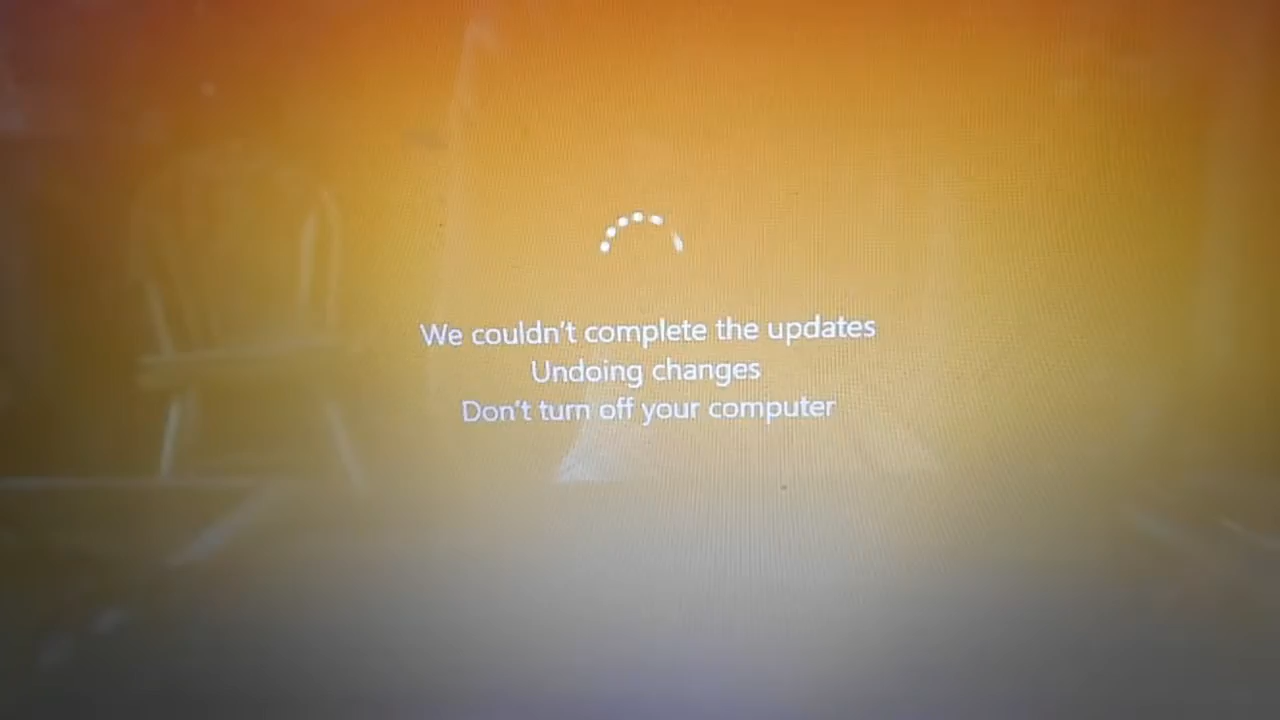 We couldn't complete the updates
Undoing changes
Don't turn off your computer